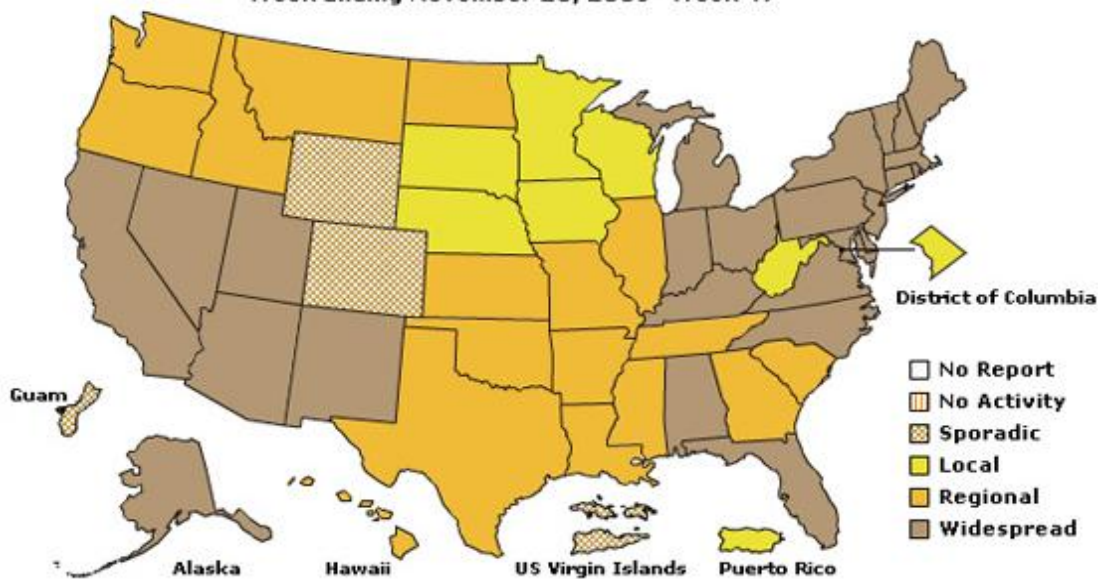 District of Columbia
Guam
No Report
No Activity
Sporadic
Local
Regional
Widespread
Alaska
Hawaii
US Virgin Islands
Puerto Rico